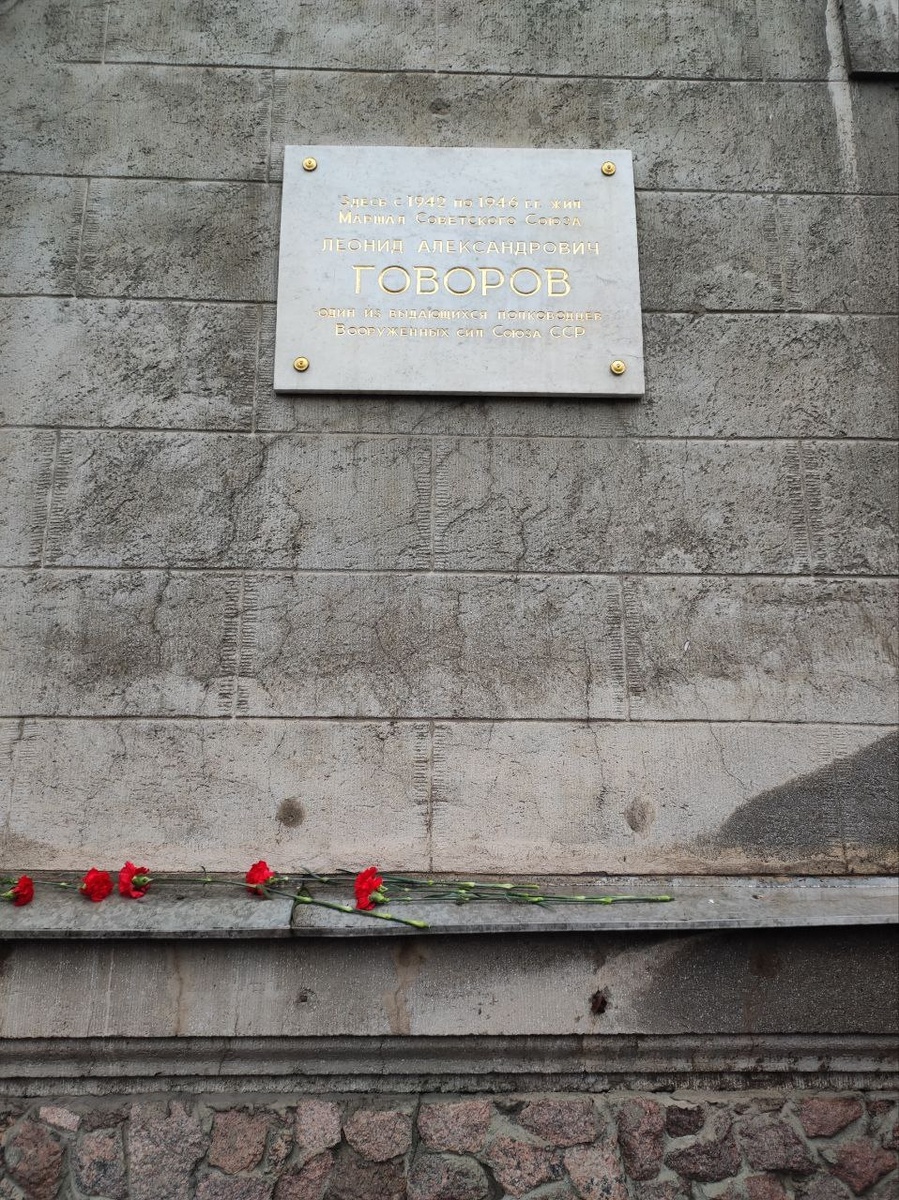 Здесь с 1942 по 1946 гг. жил
Маршал Советского Союза
ЛЕОНИД АЛЕКСАНДРОВИЧ
ГОВОРОВ
один из выдающихся полководцев
Вооруженных сил Союза ССР